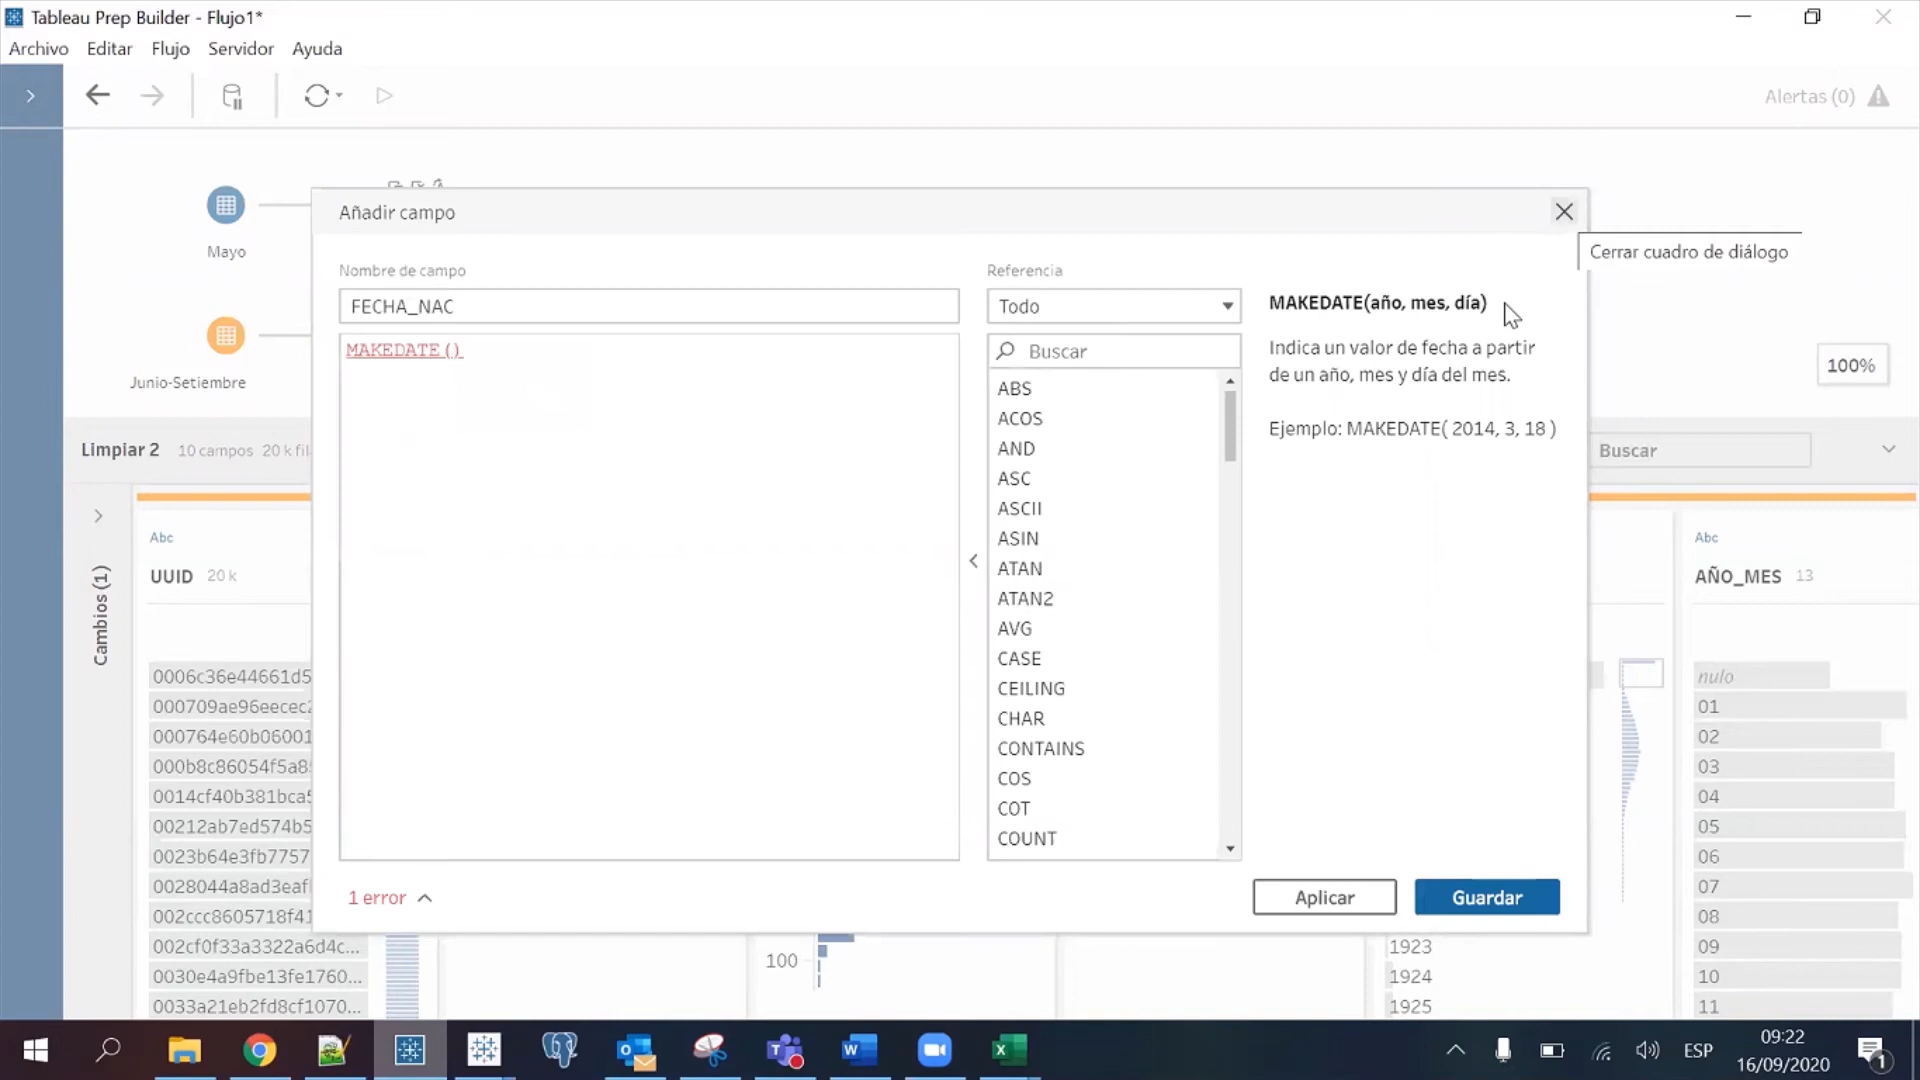 Tableau Prep Builder - Flujo1*
Archivo Editar Flujo Servidor Ayuda
Alertas (0)
Mayo
Junio-Setiembre
Añadir campo
Cerrar cuadro de diálogo
Nombre de campo
FECHA_NAC
MAKEDATE()
Referencia
Todo
Buscar
ABS
ACOS
AND
ASC
ASCII
ASIN
ATAN
ATAN2
AVG
CASE
CEILING
CHAR
CONTAINS
COS
COT
COUNT
MAKEDATE(año, mes, día)
Indica un valor de fecha a partir
de un año, mes y día del mes.
Ejemplo: MAKEDATE( 2014, 3, 18 )
1 error
Aplicar
Guardar
100%
Limpiar 2 10 campos 20 k fil
Buscar
Cambios (1)
Abc
UUID 20 k
0006c36e44661d5
000709ae96eecec2
000764e60b06001
000b8c86054f5a8
0014cf40b381bca5
00212ab7ed574b5
0023b64e3fb7757
0028044a8ad3eaf
002ccc8605718f41
002cf0f33a3322a6d4c...
0030e4a9fbe13fe1760...
0033a21eb2fd8cf1070...
100
1923
1924
1925
Abc
AÑO_MES 13
nulo
01
02
03
04
05
06
07
08
09
10
11
ESP
09:22
16/09/2020
1